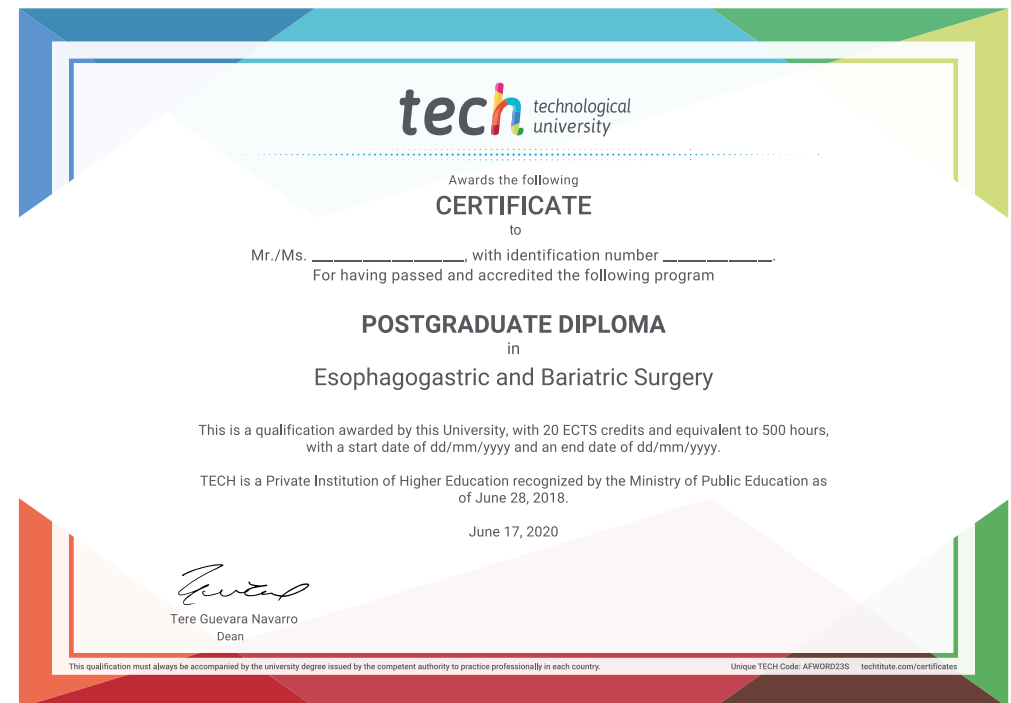 tech technological
university
Awards the following
CERTIFICATE
to
Mr./Ms. ________________, with identification number ____________.
For having passed and accredited the following program
POSTGRADUATE DIPLOMA
in
Esophagogastric and Bariatric Surgery
This is a qualification awarded by this University, with 20 ECTS credits and equivalent to 500 hours,
with a start date of dd/mm/yyyy and an end date of dd/mm/yyyy.
TECH is a Private Institution of Higher Education recognized by the Ministry of Public Education as
of June 28, 2018.
June 17, 2020
Tere Guevara Navarro
Dean
This qualification must always be accompanied by the university degree issued by the competent authority to practice professionally in each country. Unique TECH Code: AFWORD23S techtitute.com/certificates